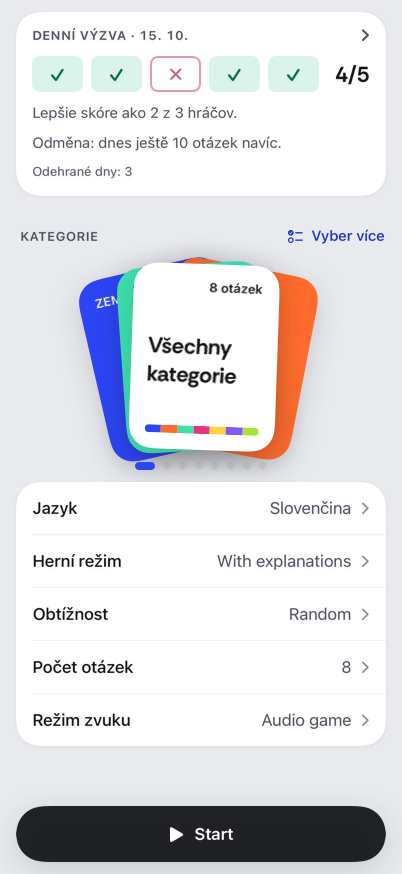 DENNÍ VÝZVA · 15. 10.
4/5
Lepšie skóre ako 2 z 3 hráčov.
Odměna: dnes ještě 10 otázek navíc.
Odehrané dny: 3
KATEGORIE
Vyber více
8 otázek
Všechny
kategorie
Jazyk
Slovenčina
Herní režim
With explanations
Obtížnost
Random
Počet otázek
8
Režim zvuku
Audio game
Start